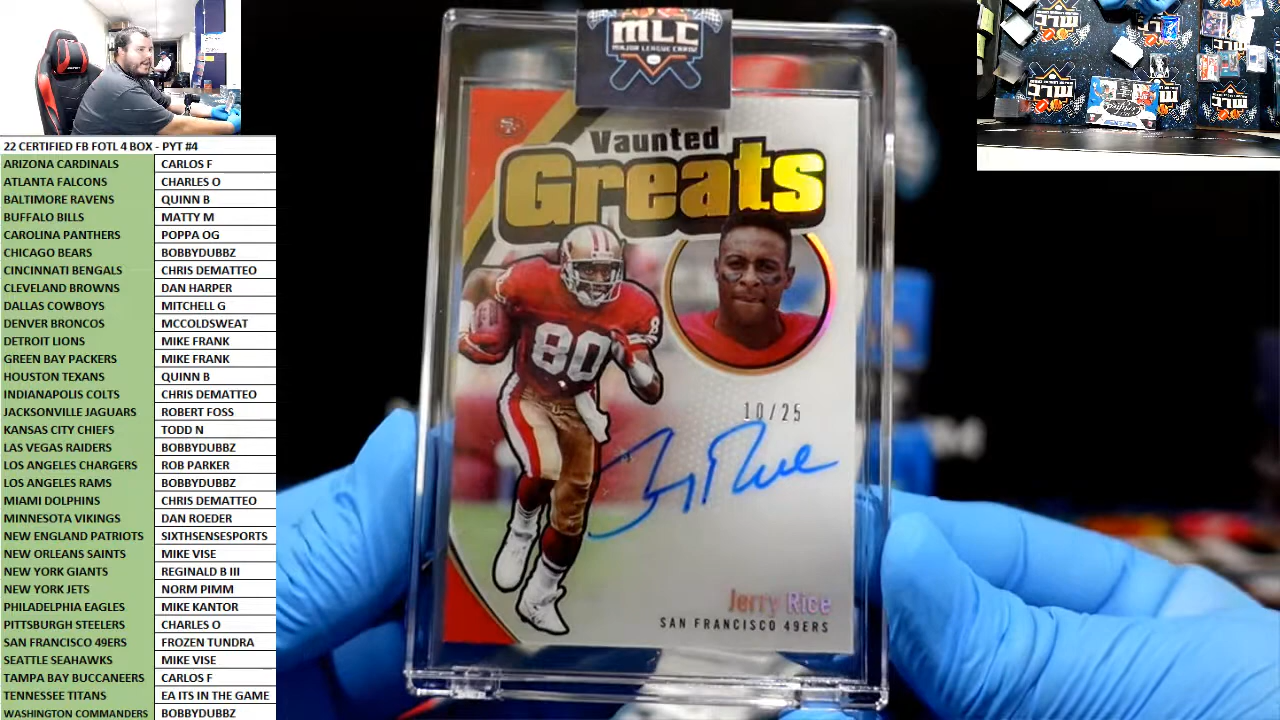 22 CERTIFIED FB FOTL 4 BOX - PYT #4
ARIZONA CARDINALS CARLOS F
ATLANTA FALCONS CHARLES O
BALTIMORE RAVENS QUINN B
BUFFALO BILLS MATTY M
CAROLINA PANTHERS POPPA OG
CHICAGO BEARS BOBBYDUBBZ
CINCINNATI BENGALS CHRIS DEMATTEO
CLEVELAND BROWNS DAN HARPER
DALLAS COWBOYS MITCHELL G
DENVER BRONCOS MCCOLDSWEAT
DETROIT LIONS MIKE FRANK
GREEN BAY PACKERS MIKE FRANK
HOUSTON TEXANS QUINN B
INDIANAPOLIS COLTS CHRIS DEMATTEO
JACKSONVILLE JAGUARS ROBERT FOSS
KANSAS CITY CHIEFS TODD N
LAS VEGAS RAIDERS BOBBYDUBBZ
LOS ANGELES CHARGERS ROB PARKER
LOS ANGELES RAMS BOBBYDUBBZ
MIAMI DOLPHINS CHRIS DEMATTEO
MINNESOTA VIKINGS DAN ROEDER
NEW ENGLAND PATRIOTS SIXTHSENSESPORTS
NEW ORLEANS SAINTS MIKE VISE
NEW YORK GIANTS REGINALD B III
NEW YORK JETS NORM PIMM
PHILADELPHIA EAGLES MIKE KANTOR
PITTSBURGH STEELERS CHARLES O
SAN FRANCISCO 49ERS FROZEN TUNDRA
SEATTLE SEAHAWKS MIKE VISE
TAMPA BAY BUCCANEERS CARLOS F
TENNESSEE TITANS EA ITS IN THE GAME
WASHINGTON COMMANDERS BOBBYDUBBZ
MLC
MAJOR LEAGUE CARDZ
Vaunted
Greats
80
80
10/25
Jerry Rice
Jerry Rice
SAN FRANCISCO 49ERS